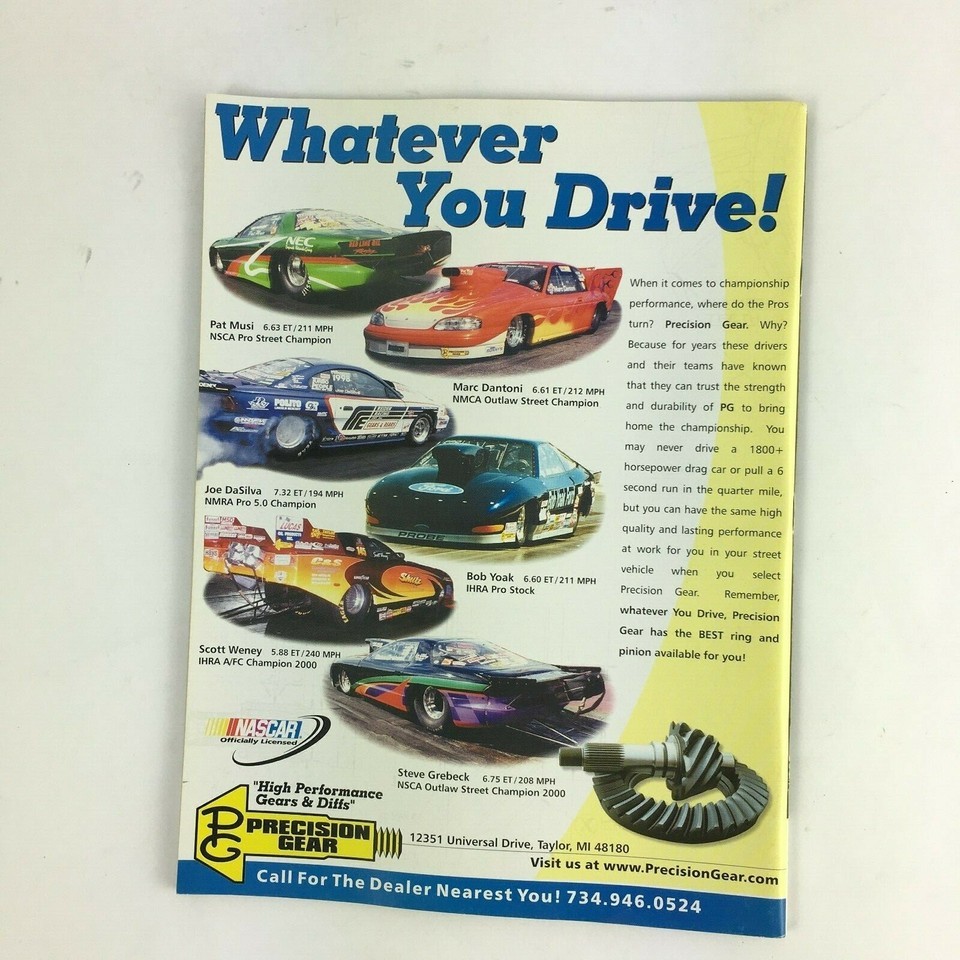 Whatever
You Drive!
NEC
RED LINE OIL
Pat Musi 6.63 ET/211 MPH
NSCA Pro Street Champion
Marc Dantoni 6.61 ET/212 MPH
NMCA Outlaw Street Champion
1998
POLITO
Joe DaSilva 7.32 ET/194 MPH
NMRA Pro 5.0 Champion
Ford
PROBE
Bob Yoak 6.60 ET/211 MPH
IHRA Pro Stock
LUCAS
C&S
Scott Weney 5.88 ET/240 MPH
IHRA A/FC Champion 2000
Steve Grebeck 6.75 ET/208 MPH
NSCA Outlaw Street Champion 2000
When it comes to championship
performance, where do the Pros
turn? Precision Gear. Why?
Because for years these drivers
and their teams have known
that they can trust the strength
and durability of PG to bring
home the championship. You
may never drive a 1800+
horsepower drag car or pull a 6
second run in the quarter mile,
but you can have the same high
quality and lasting performance
at work for you in your street
vehicle when you select
Precision Gear. Remember,
whatever You Drive, Precision
Gear has the BEST ring and
pinion available for you!
NASCAR
Officially Licensed
"High Performance
Gears & Diffs"
PG
PRECISION
GEAR
12351 Universal Drive, Taylor, MI 48180
Visit us at www.PrecisionGear.com
Call For The Dealer Nearest You! 734.946.0524